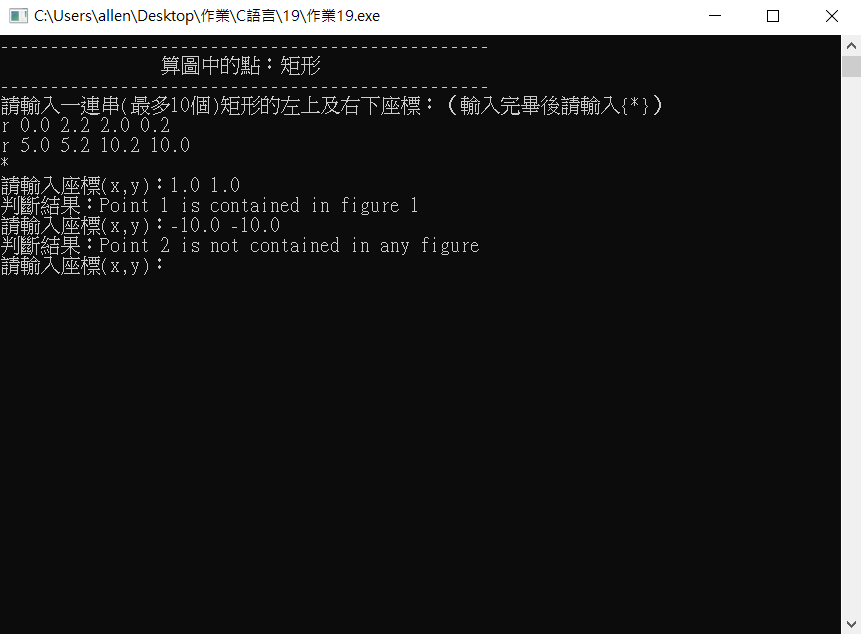 C:\Users\allen\Desktop\作業\C語言\19\作業19.exe
-------------------------------------------------
算圖中的點：矩形
-------------------------------------------------
請輸入一連串(最多10個)矩形的左上及右下座標：（輸入完畢後請輸入{*}）
r 0.0 2.2 2.0 0.2
r 5.0 5.2 10.2 10.0
*
請輸入座標(x,y)：1.0 1.0
判斷結果：Point 1 is contained in figure 1
請輸入座標(x,y)：-10.0 -10.0
判斷結果：Point 2 is not contained in any figure
請輸入座標(x,y)：